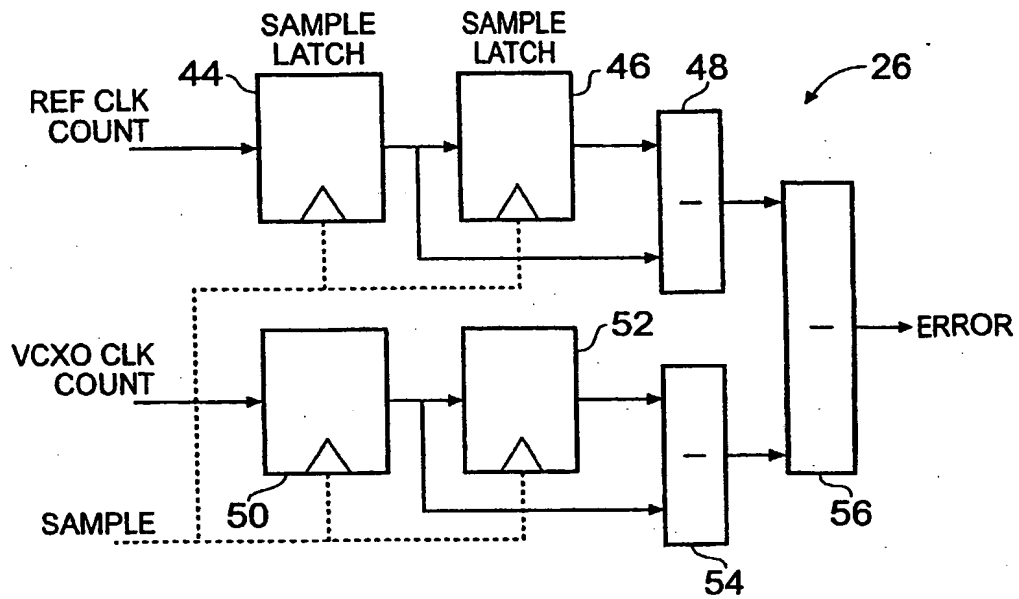 SAMPLE
LATCH
SAMPLE
LATCH
44
46
48
26
REF CLK
COUNT
−
−
ERROR
52
VCXO CLK
COUNT
−
50
56
SAMPLE
54